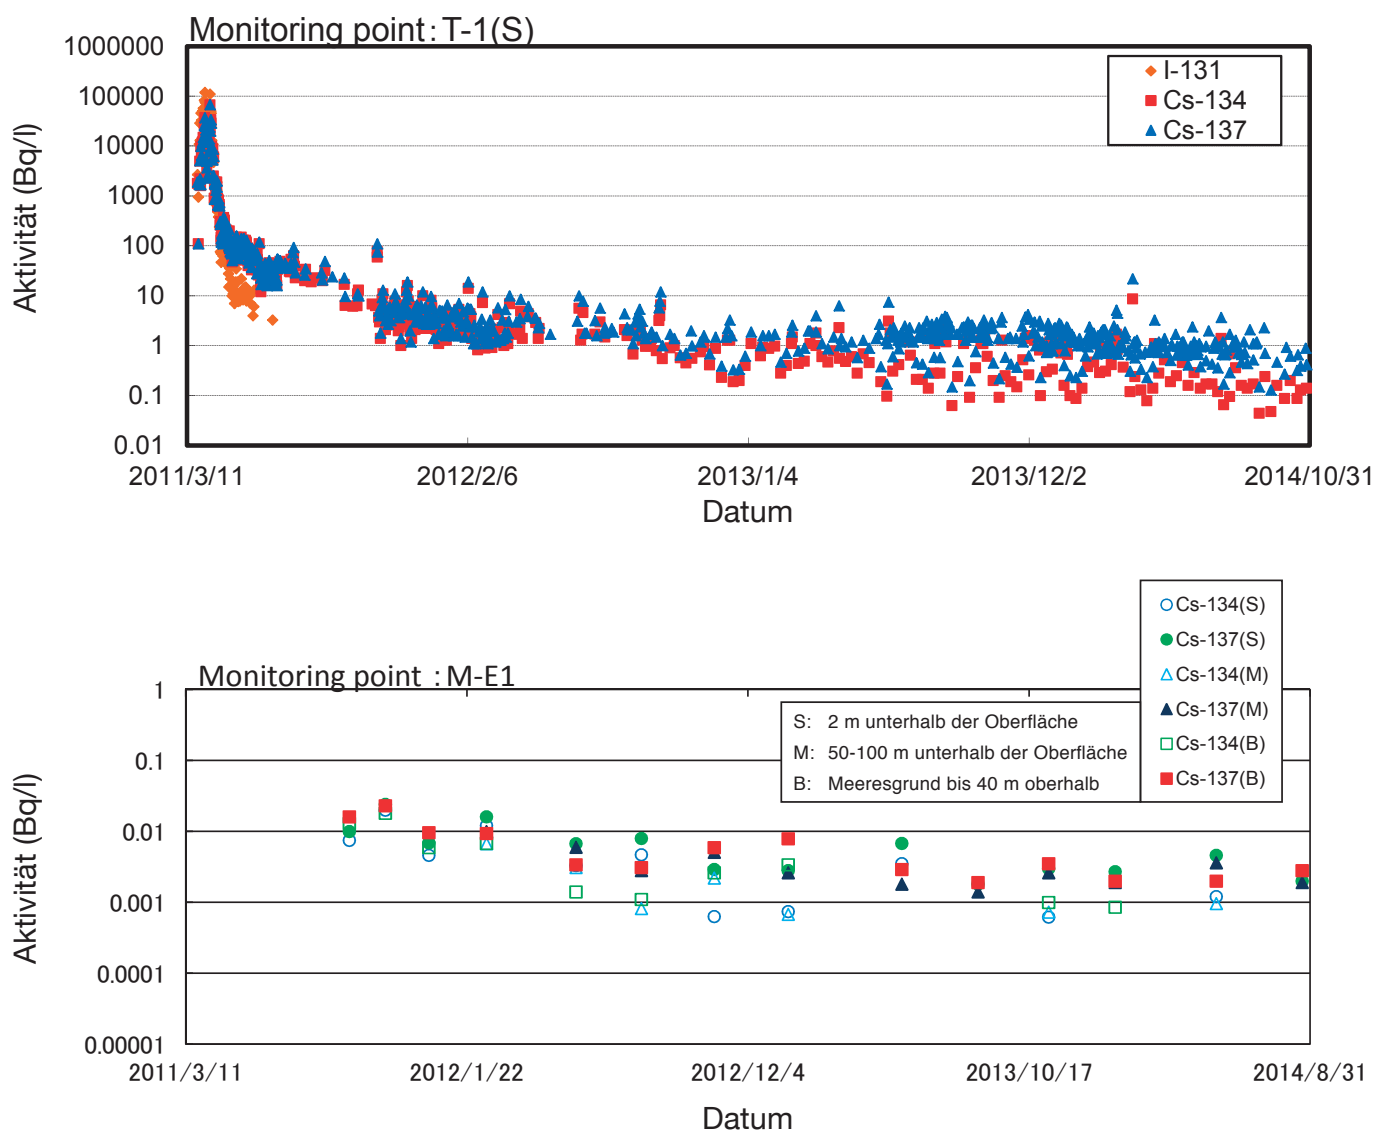 Monitoring point : T-1(S)
1000000
100000
10000
1000
100
10
1
0.1
0.01
Aktivität (Bq/l)
I-131
Cs-134
Cs-137
2011/3/11
2012/2/6
2013/1/4
2013/12/2
2014/10/31
Datum
Cs-134(S)
Cs-137(S)
Cs-134(M)
Cs-137(M)
Cs-134(B)
Cs-137(B)
Monitoring point : M-E1
S: 2 m unterhalb der Oberfläche
M: 50-100 m unterhalb der Oberfläche
B: Meeresgrund bis 40 m oberhalb
1
0.1
0.01
0.001
0.0001
0.00001
Aktivität (Bq/l)
2011/3/11
2012/1/22
2012/12/4
2013/10/17
2014/8/31
Datum